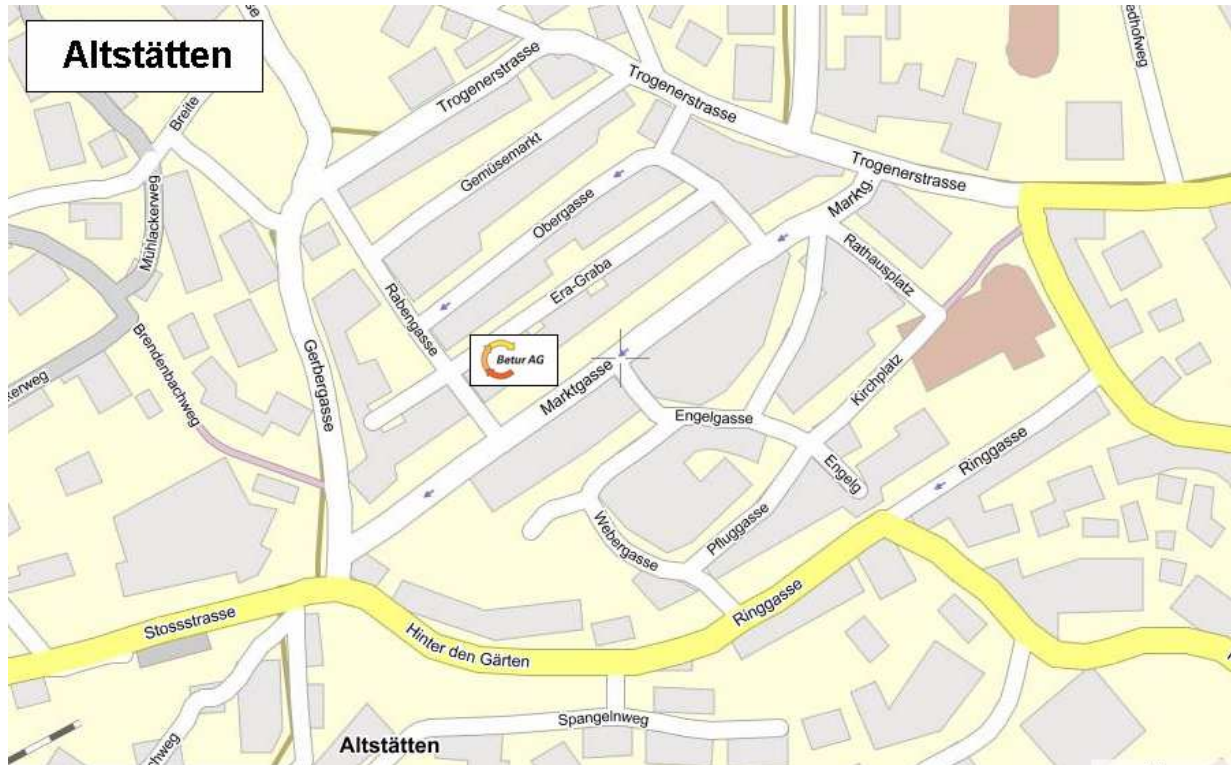 Altstätten
Breite
Trogenerstrasse
Trogenerstrasse
Gemüsemarkt
Trogenerstrasse
Mühlackerweg
Obergasse
Marktg.
Rathausplatz
Era-Graba
Rabengasse
Brendenbachweg
Gerbergasse
Betur AG
Marktgasse
Kirchplatz
Engelgasse
Ringgasse
Engelg
Pfluggasse
Webergasse
Stossstrasse
Ringgasse
Hinter den Gärten
Spangelnweg
Altstätten